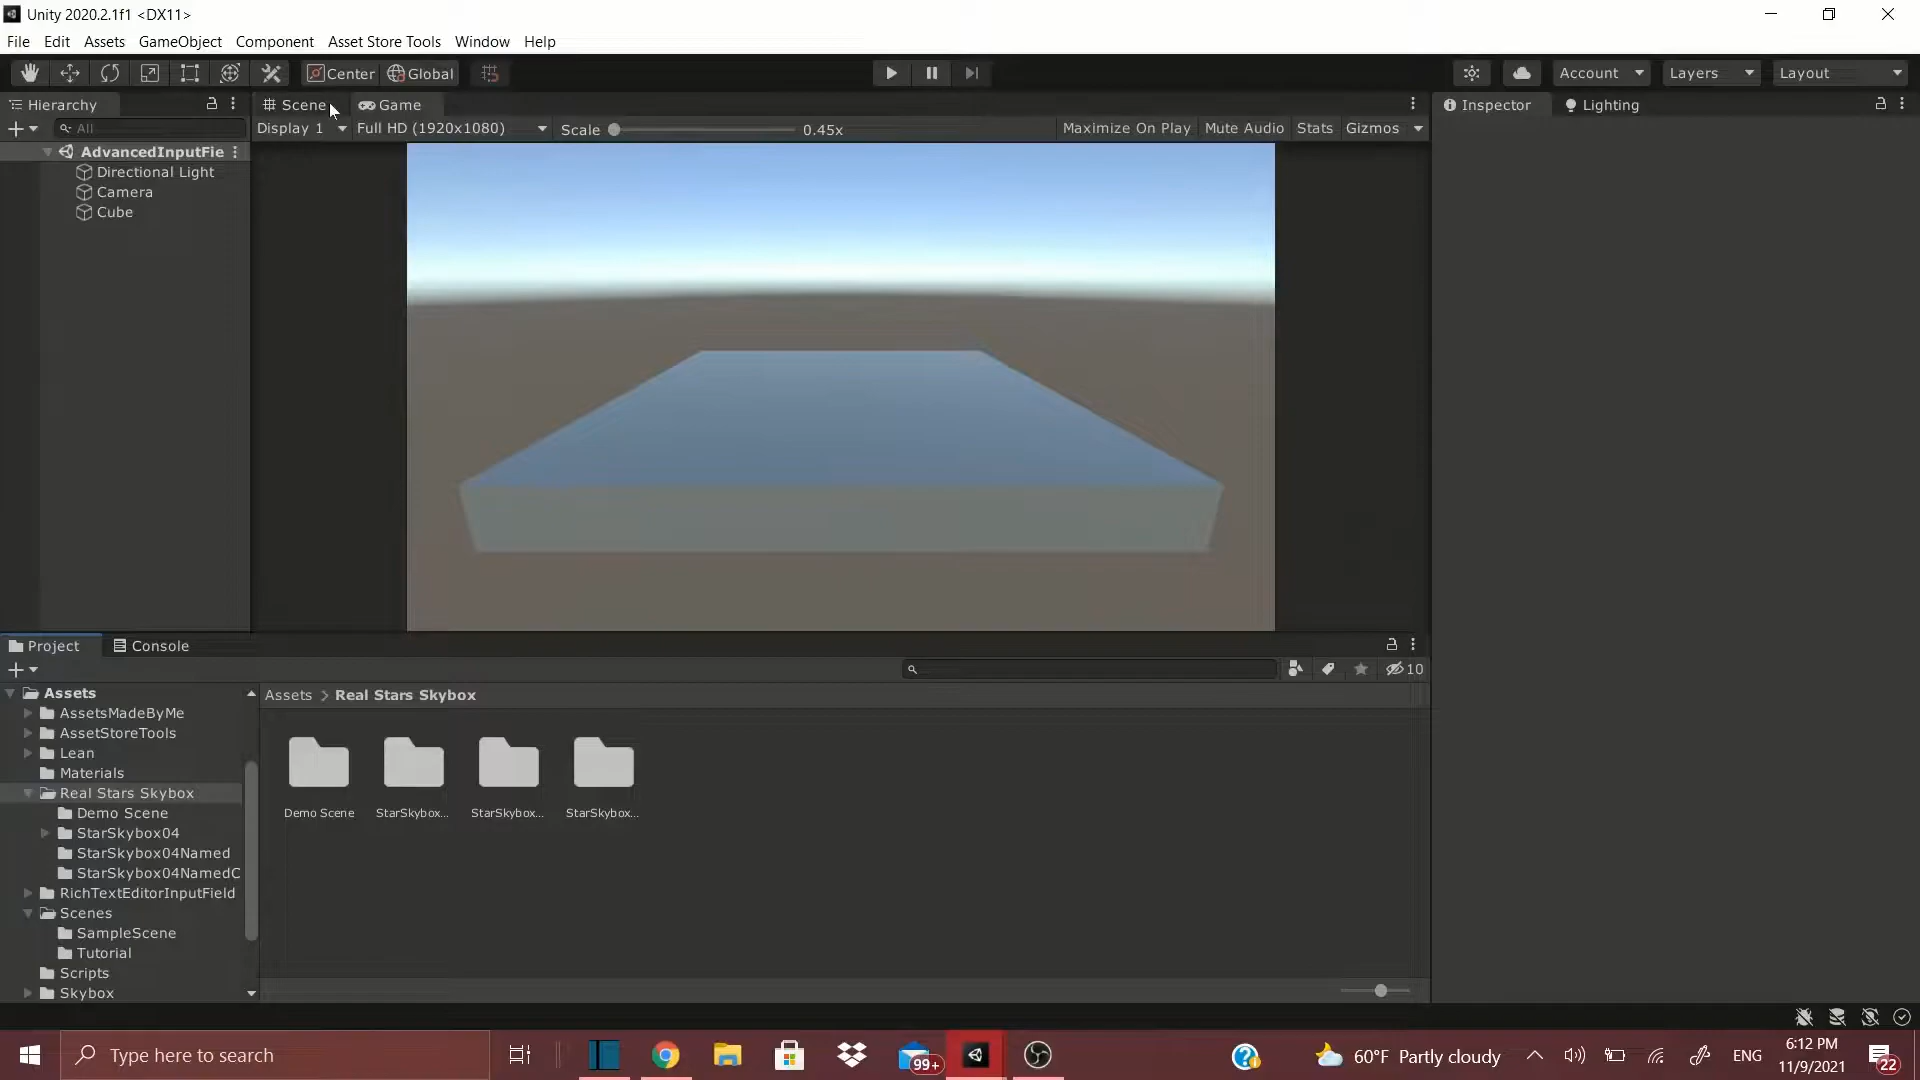 Unity 2020.2.1f1 <DX11>
File Edit Assets GameObject Component Asset Store Tools Window Help
Center Global Account Layers Layout
Hierarchy Scene Game Inspector Lighting
All Display 1 Full HD (1920x1080) Scale 0.45x Maximize On Play Mute Audio Stats Gizmos
AdvancedInputFie
Directional Light
Camera
Cube
Project Console
10
Assets
Assets > Real Stars Skybox
AssetsMadeByMe
AssetStoreTools
Lean
Materials
Real Stars Skybox
Demo Scene
StarSkybox04
StarSkybox04Named
StarSkybox04NamedC
RichTextEditorInputField
Scenes
SampleScene
Tutorial
Scripts
Skybox
Demo Scene StarSkybox... StarSkybox... StarSkybox...
Type here to search
99+
60°F Partly cloudy
ENG
6:12 PM
11/9/2021
22